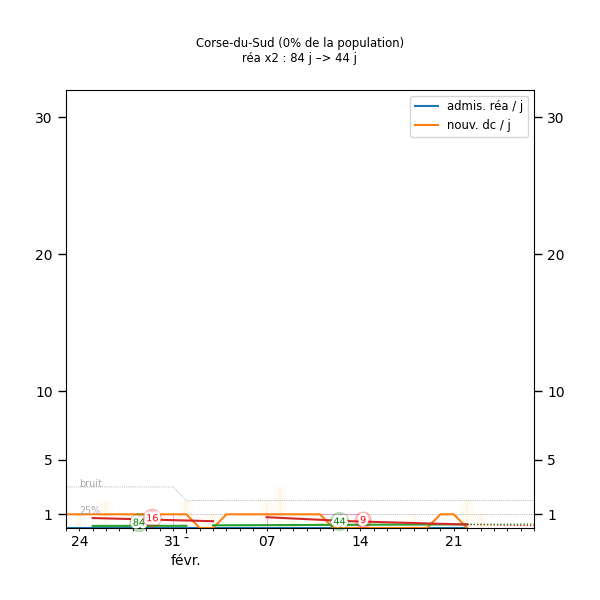 Corse-du-Sud (0% de la population)
réa x2 : 84 j –> 44 j
admis. réa / j
nouv. dc / j
30 30
20 20
10 10
5 5
bruit
25%
1 84 16 44 9 1
24 31 - 07 14 21
févr.